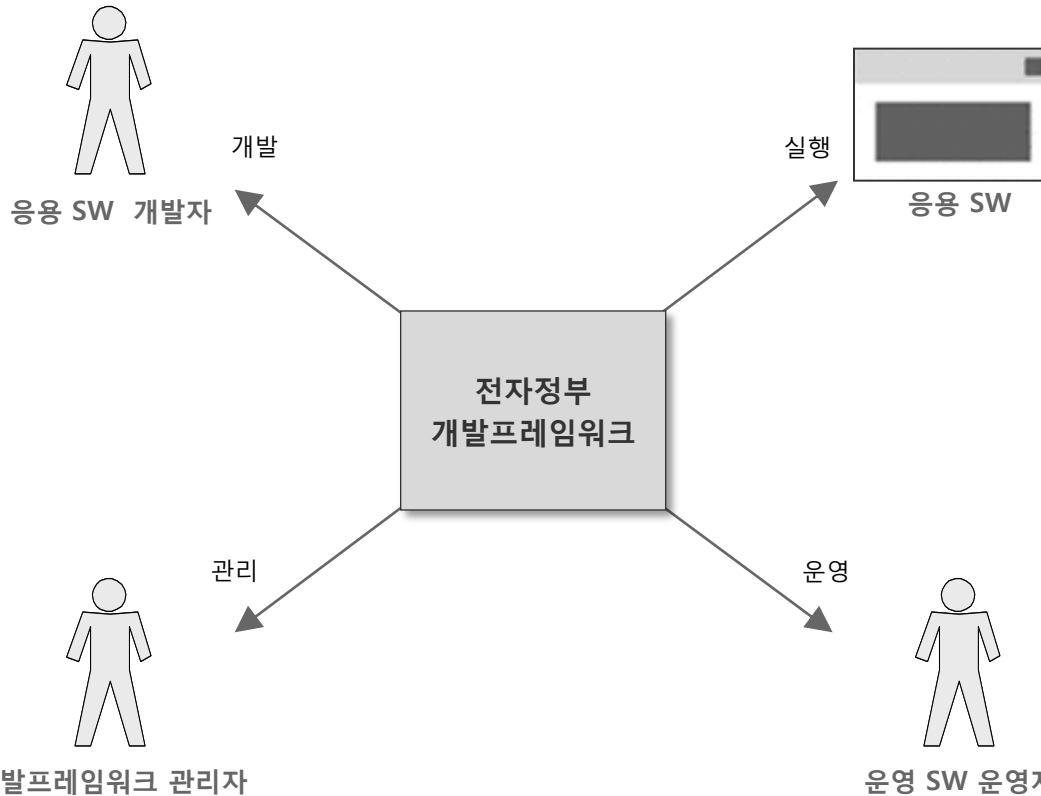 개발
실행
응용 SW 개발자
응용 SW
전자정부
개발프레임워크
관리
운영
발프레임워크 관리자
운영 SW 운영자